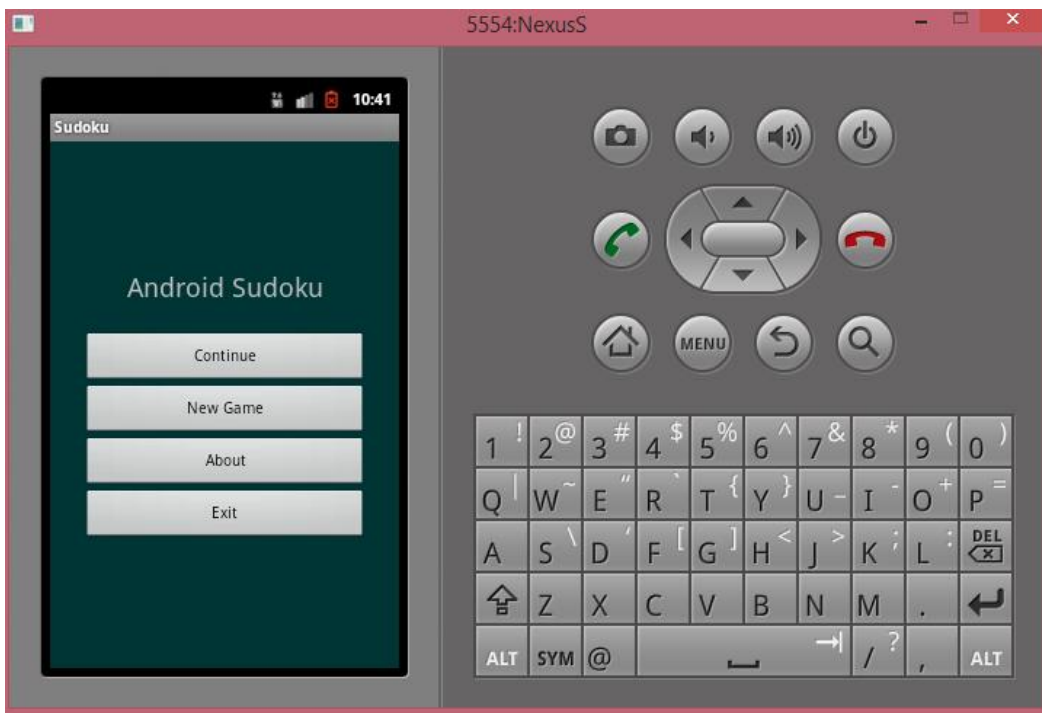 5554:NexusS
10:41
Sudoku
Android Sudoku
Continue
New Game
About
Exit
MENU
1 ! 2 @ 3 # 4 $ 5 % 6 ^ 7 & 8 * 9 ( 0 )
Q | W ~ E " R ` T { Y } U _ I - O + P =
A S \ D ' F [ G ] H < J > K ; L : DEL
Z X C V B N M .
ALT SYM @ / ? , ALT